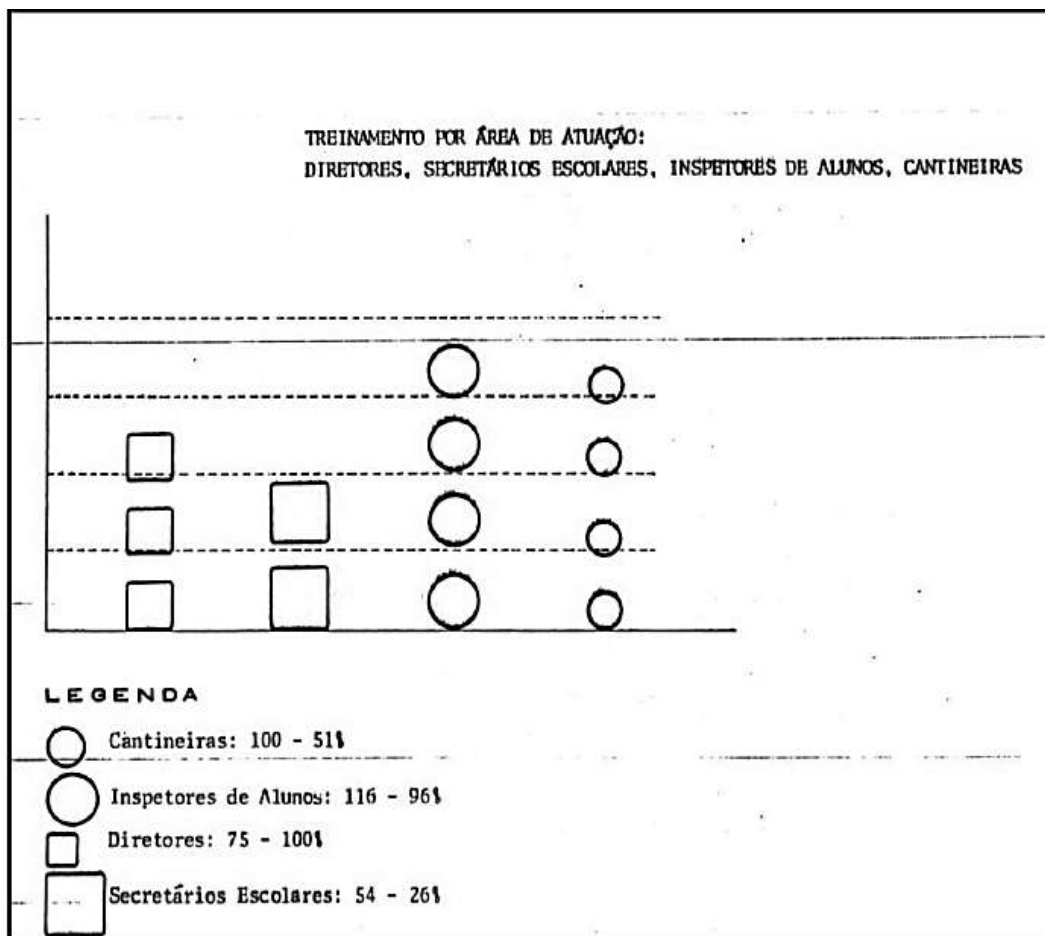 TREINAMENTO POR ÁREA DE ATUAÇÃO:
DIRETORES, SECRETÁRIOS ESCOLARES, INSPETORES DE ALUNOS, CANTINEIRAS
LEGENDA
Cantineiras: 100 - 51%
Inspetores de Alunos: 116 - 96%
Diretores: 75 - 100%
Secretários Escolares: 54 - 26%